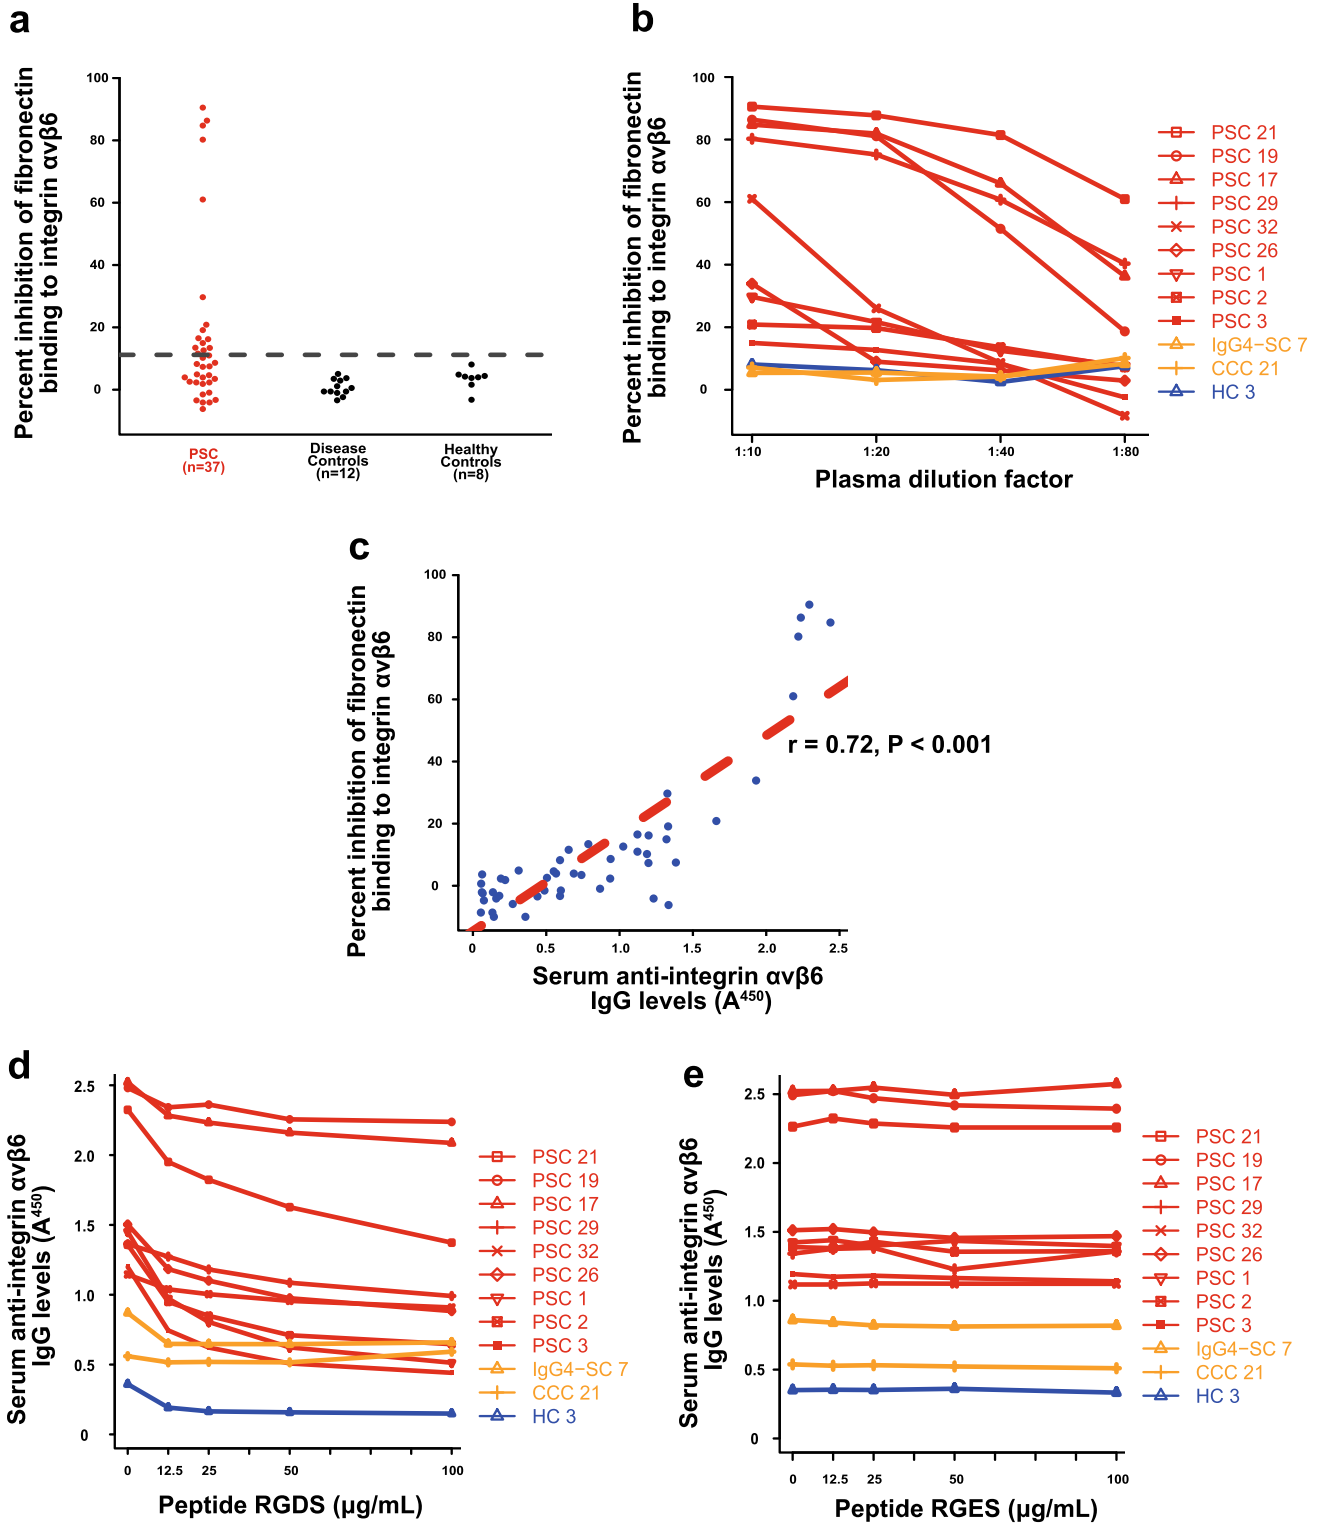 a
Percent inhibition of fibronectin
binding to integrin αvβ6
100
80
60
40
20
0
PSC
(n=37)
Disease
Controls
(n=12)
Healthy
Controls
(n=8)
b
Percent inhibition of fibronectin
binding to integrin αvβ6
100
80
60
40
20
0
1:10
1:20
1:40
1:80
Plasma dilution factor
PSC 21
PSC 19
PSC 17
PSC 29
PSC 32
PSC 26
PSC 1
PSC 2
PSC 3
IgG4−SC 7
CCC 21
HC 3
c
Percent inhibition of fibronectin
binding to integrin αvβ6
100
80
60
40
20
0
r = 0.72, P < 0.001
0
0.5
1.0
1.5
2.0
2.5
Serum anti-integrin αvβ6
IgG levels (A⁴⁵⁰)
d
Serum anti-integrin αvβ6
IgG levels (A⁴⁵⁰)
2.5
2.0
1.5
1.0
0.5
0
0
12.5
25
50
100
Peptide RGDS (μg/mL)
PSC 21
PSC 19
PSC 17
PSC 29
PSC 32
PSC 26
PSC 1
PSC 2
PSC 3
IgG4−SC 7
CCC 21
HC 3
e
Serum anti-integrin αvβ6
IgG levels (A⁴⁵⁰)
2.5
2.0
1.5
1.0
0.5
0
0
12.5
25
50
100
Peptide RGES (μg/mL)
PSC 21
PSC 19
PSC 17
PSC 29
PSC 32
PSC 26
PSC 1
PSC 2
PSC 3
IgG4−SC 7
CCC 21
HC 3